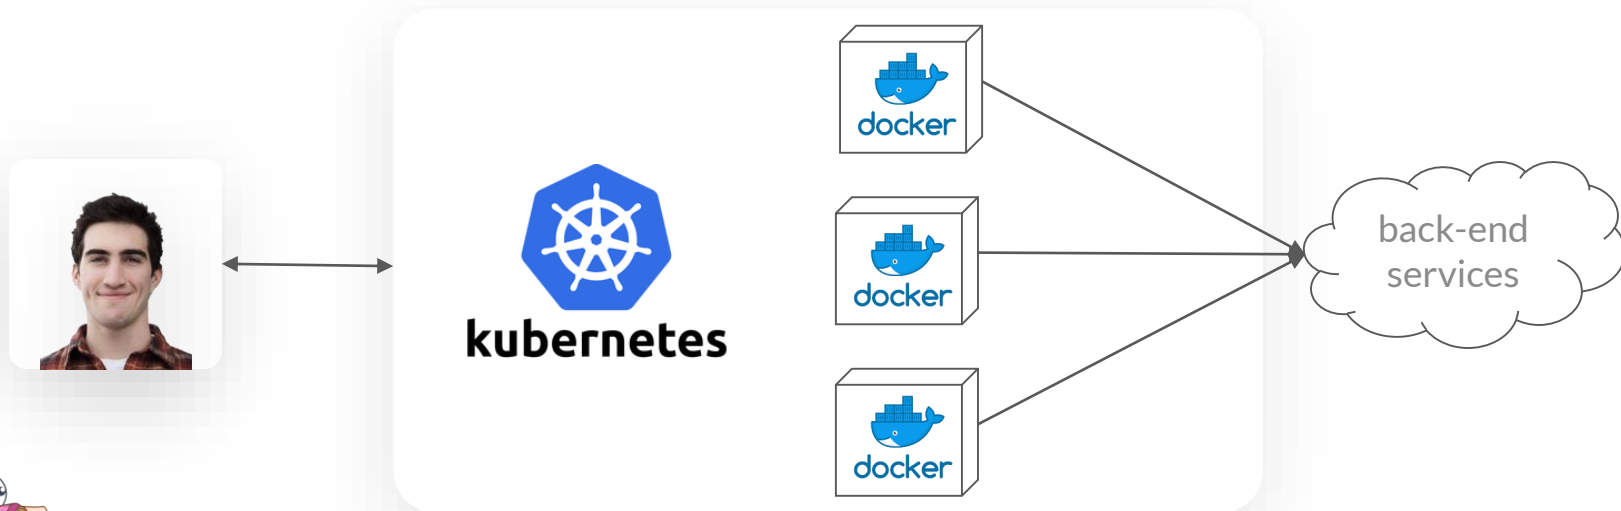 docker
kubernetes
docker
docker
back-end
services